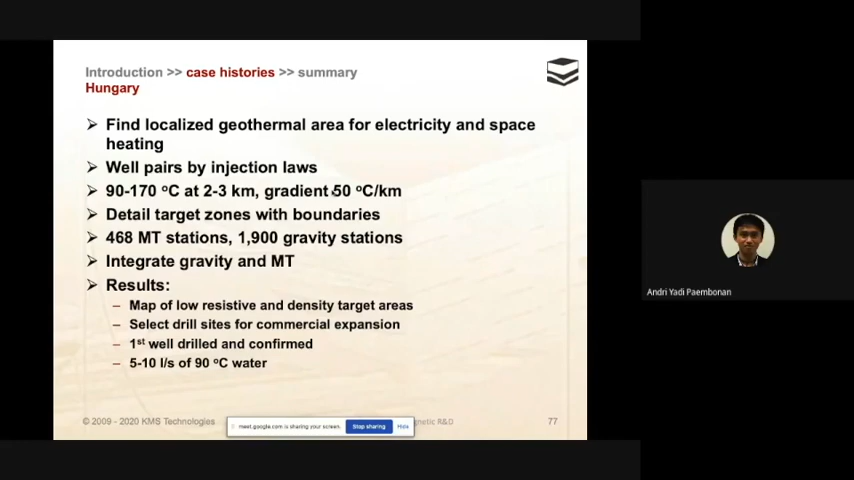 Introduction >> case histories >> summary
Hungary
➢ Find localized geothermal area for electricity and space
heating
➢ Well pairs by injection laws
➢ 90-170 ºC at 2-3 km, gradient 50 ºC/km
➢ Detail target zones with boundaries
➢ 468 MT stations, 1,900 gravity stations
➢ Integrate gravity and MT
➢ Results:
– Map of low resistive and density target areas
– Select drill sites for commercial expansion
– 1st well drilled and confirmed
– 5-10 l/s of 90 ºC water
Andri Yadi Paembonan
© 2009 - 2020 KMS Technologies
meet.google.com is sharing your screen.
Stop sharing
Hide
gnetic R&D
77